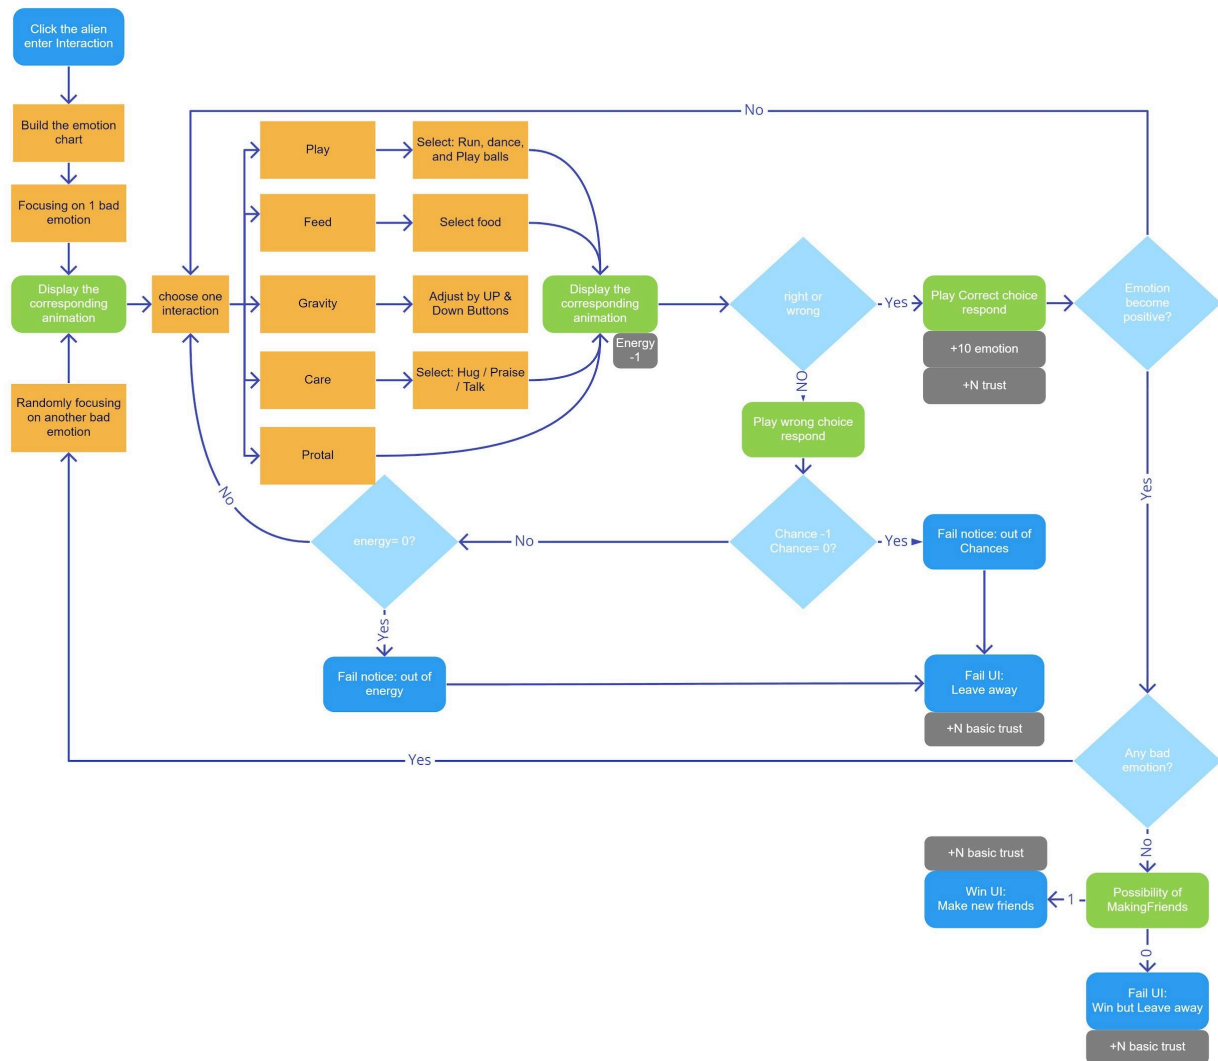 Click the alien
enter Interaction
Build the emotion
chart
Focusing on 1 bad
emotion
Display the
corresponding
animation
Randomly focusing
on another bad
emotion
choose one
interaction
No
Play
Select: Run, dance,
and Play balls
Feed
Select food
Gravity
Adjust by UP &
Down Buttons
Care
Select: Hug / Praise
/ Talk
Protal
Display the
corresponding
animation
Energy
-1
right or
wrong
Yes
Play Correct choice
respond
+10 emotion
+N trust
Emotion
become
positive?
NO
Play wrong choice
respond
Chance -1
Chance= 0?
No
energy= 0?
No
Yes
Fail notice: out of
energy
Yes
Fail notice: out of
Chances
Fail UI:
Leave away
+N basic trust
Yes
Any bad
emotion?
Yes
No
Possibility of
MakingFriends
1
+N basic trust
Win UI:
Make new friends
0
Fail UI:
Win but Leave away
+N basic trust